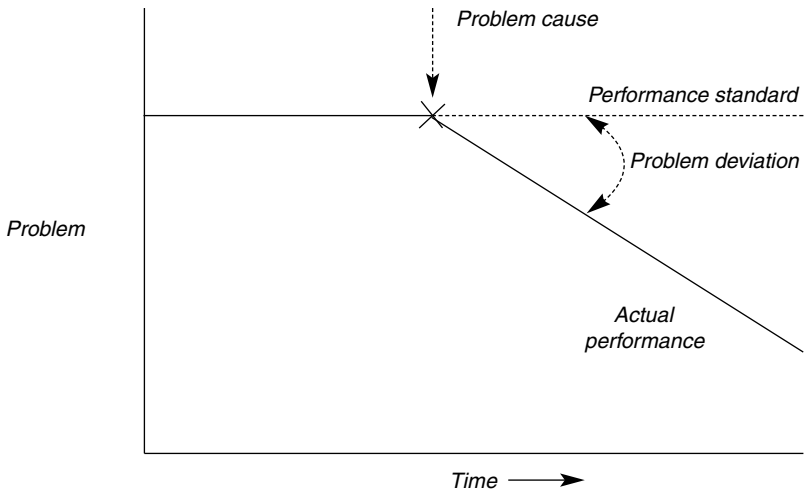 Problem cause
Performance standard
Problem deviation
Problem
Actual
performance
Time